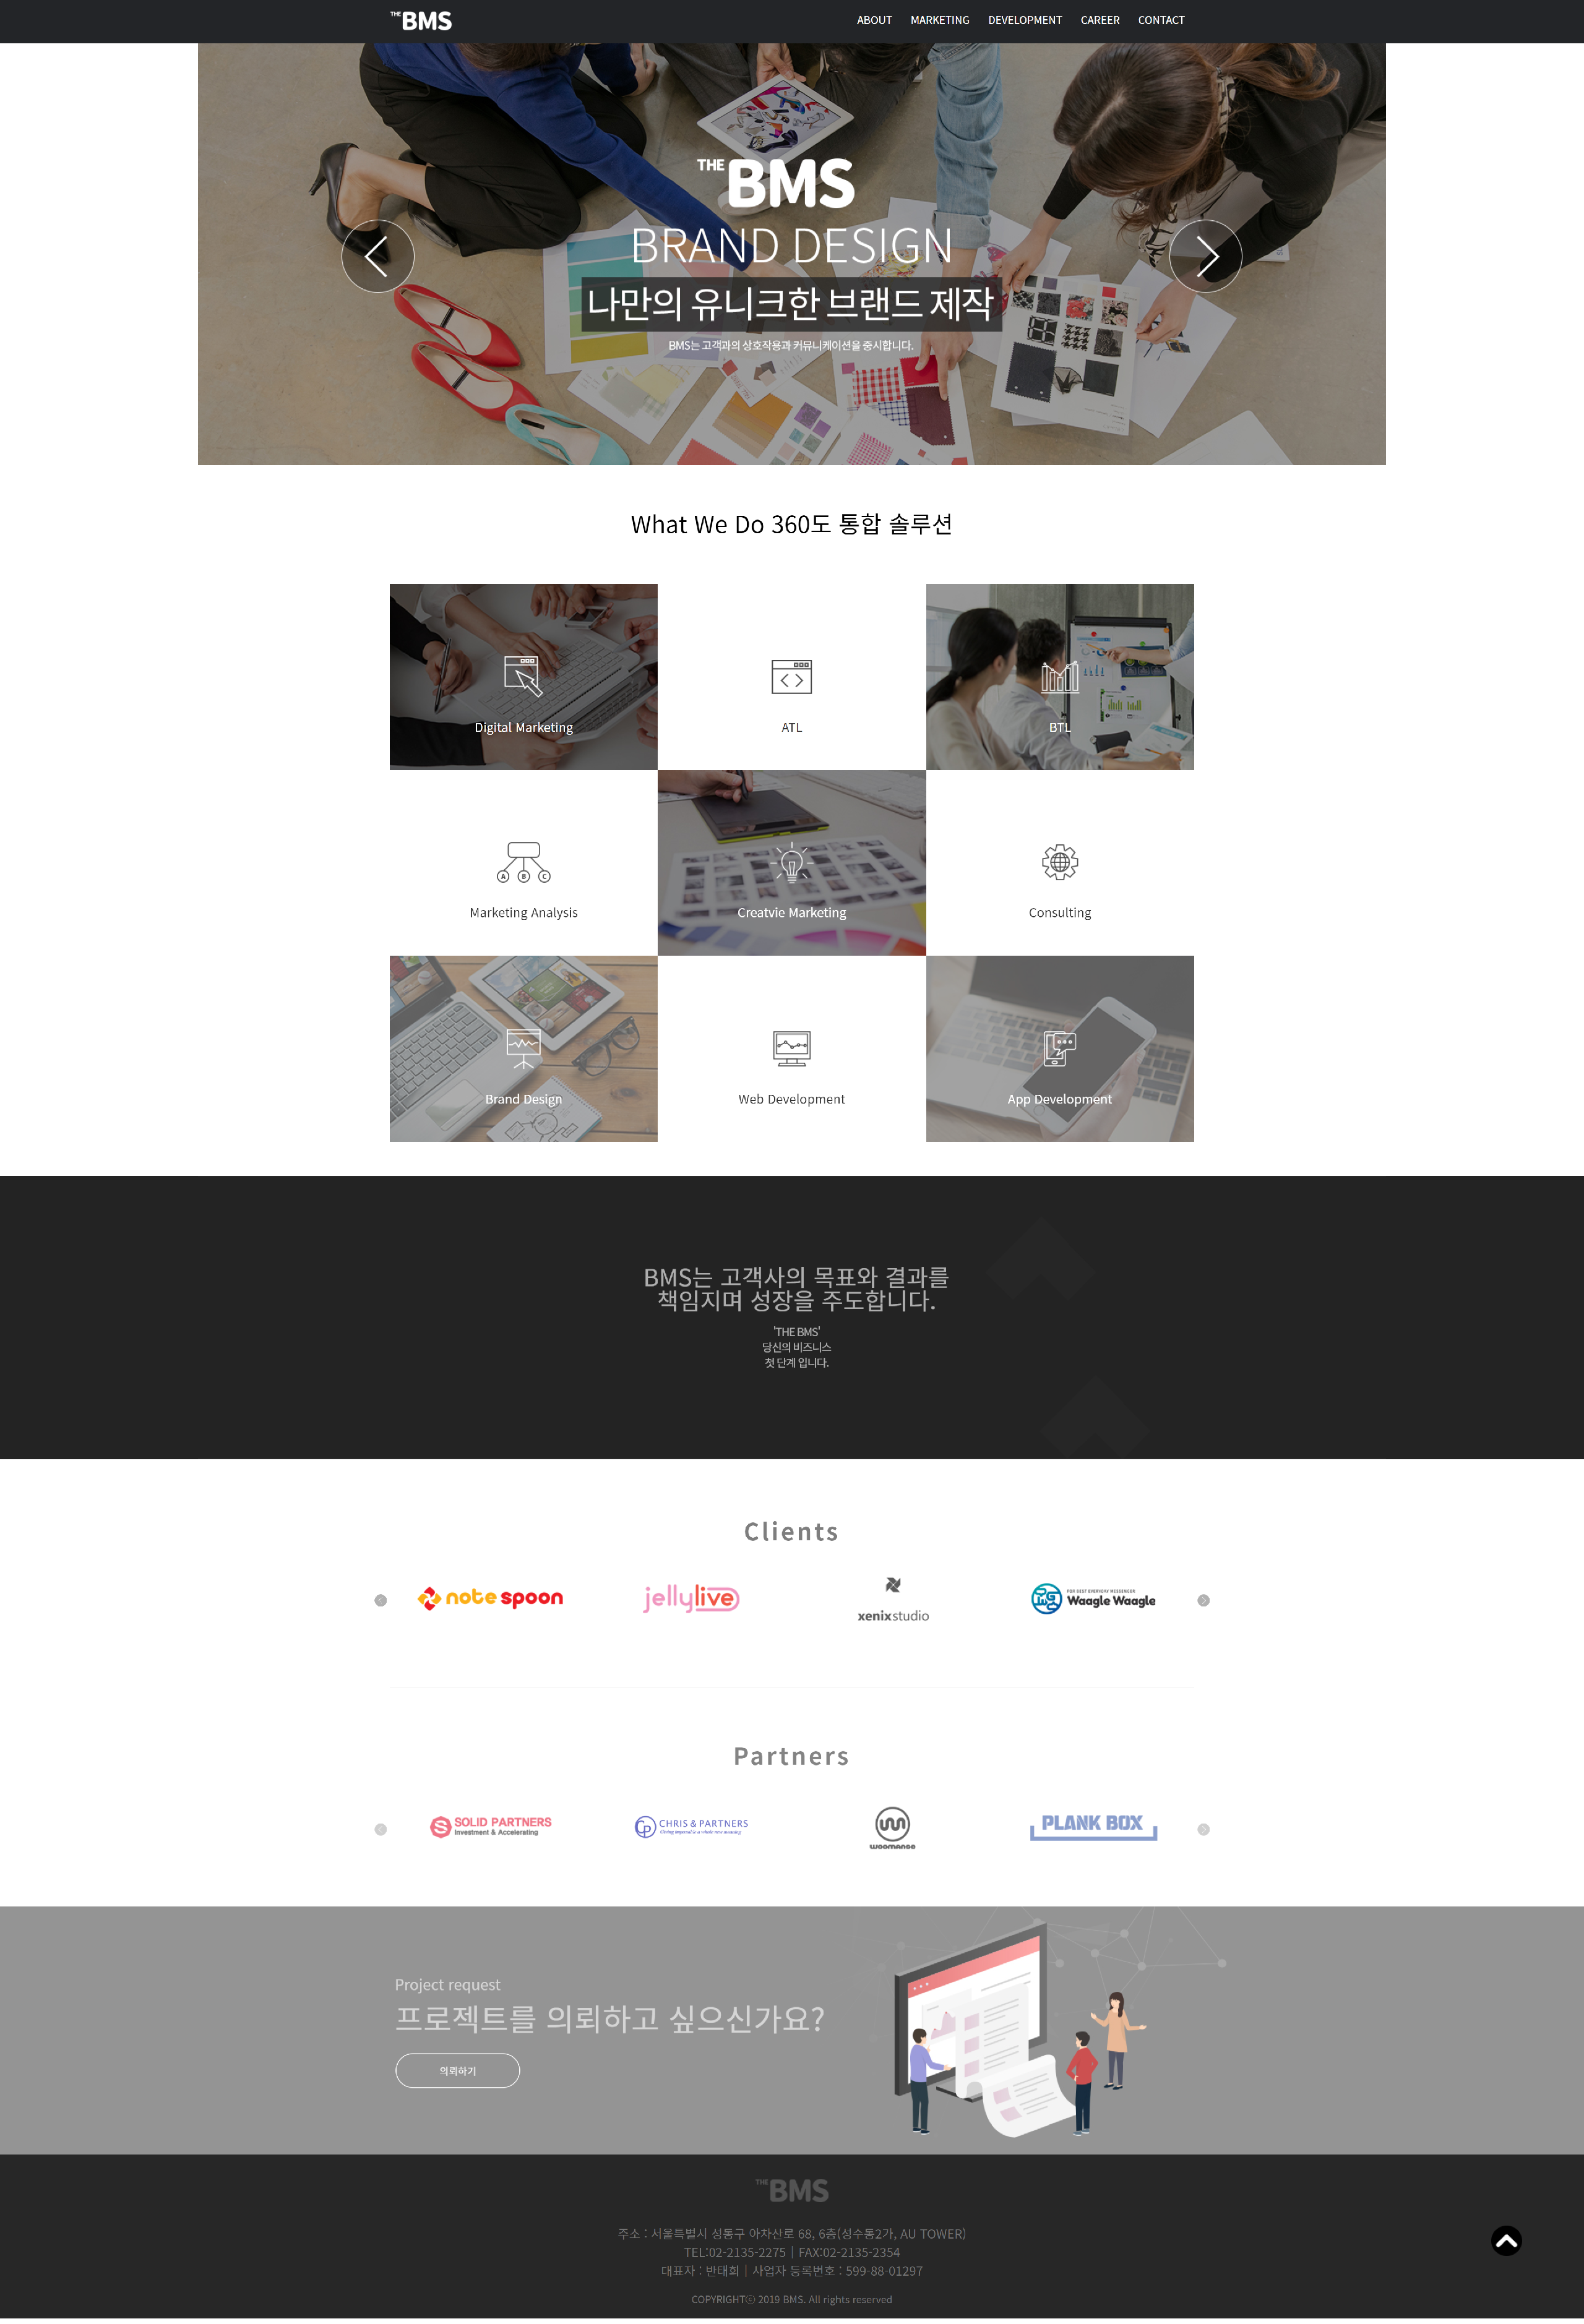 THE BMS
ABOUT MARKETING DEVELOPMENT CAREER CONTACT
THE BMS
BRAND DESIGN
나만의 유니크한 브랜드 제작
BMS는 고객과의 상호작용과 커뮤니케이션을 중시합니다.
What We Do 360도 통합 솔루션
Digital Marketing
ATL
BTL
A B C
Marketing Analysis
Creatvie Marketing
Consulting
Brand Design
Web Development
App Development
BMS는 고객사의 목표와 결과를
책임지며 성장을 주도합니다.
'THE BMS'
당신의 비즈니스
첫 단계 입니다.
Clients
note spoon
jellylive
xenixstudio
FOR BEST EVERYDAY MESSENGER
Waagle Waagle
Partners
SOLID PARTNERS
Investment & Accelerating
CP CHRIS & PARTNERS
WOOMANGE
PLANK BOX
Project request
프로젝트를 의뢰하고 싶으신가요?
의뢰하기
THE BMS
주소 : 서울특별시 성동구 아차산로 68, 6층(성수동2가, AU TOWER)
TEL:02-2135-2275 | FAX:02-2135-2354
대표자 : 반태희 | 사업자 등록번호 : 599-88-01297
COPYRIGHTⓒ 2019 BMS. All rights reserved